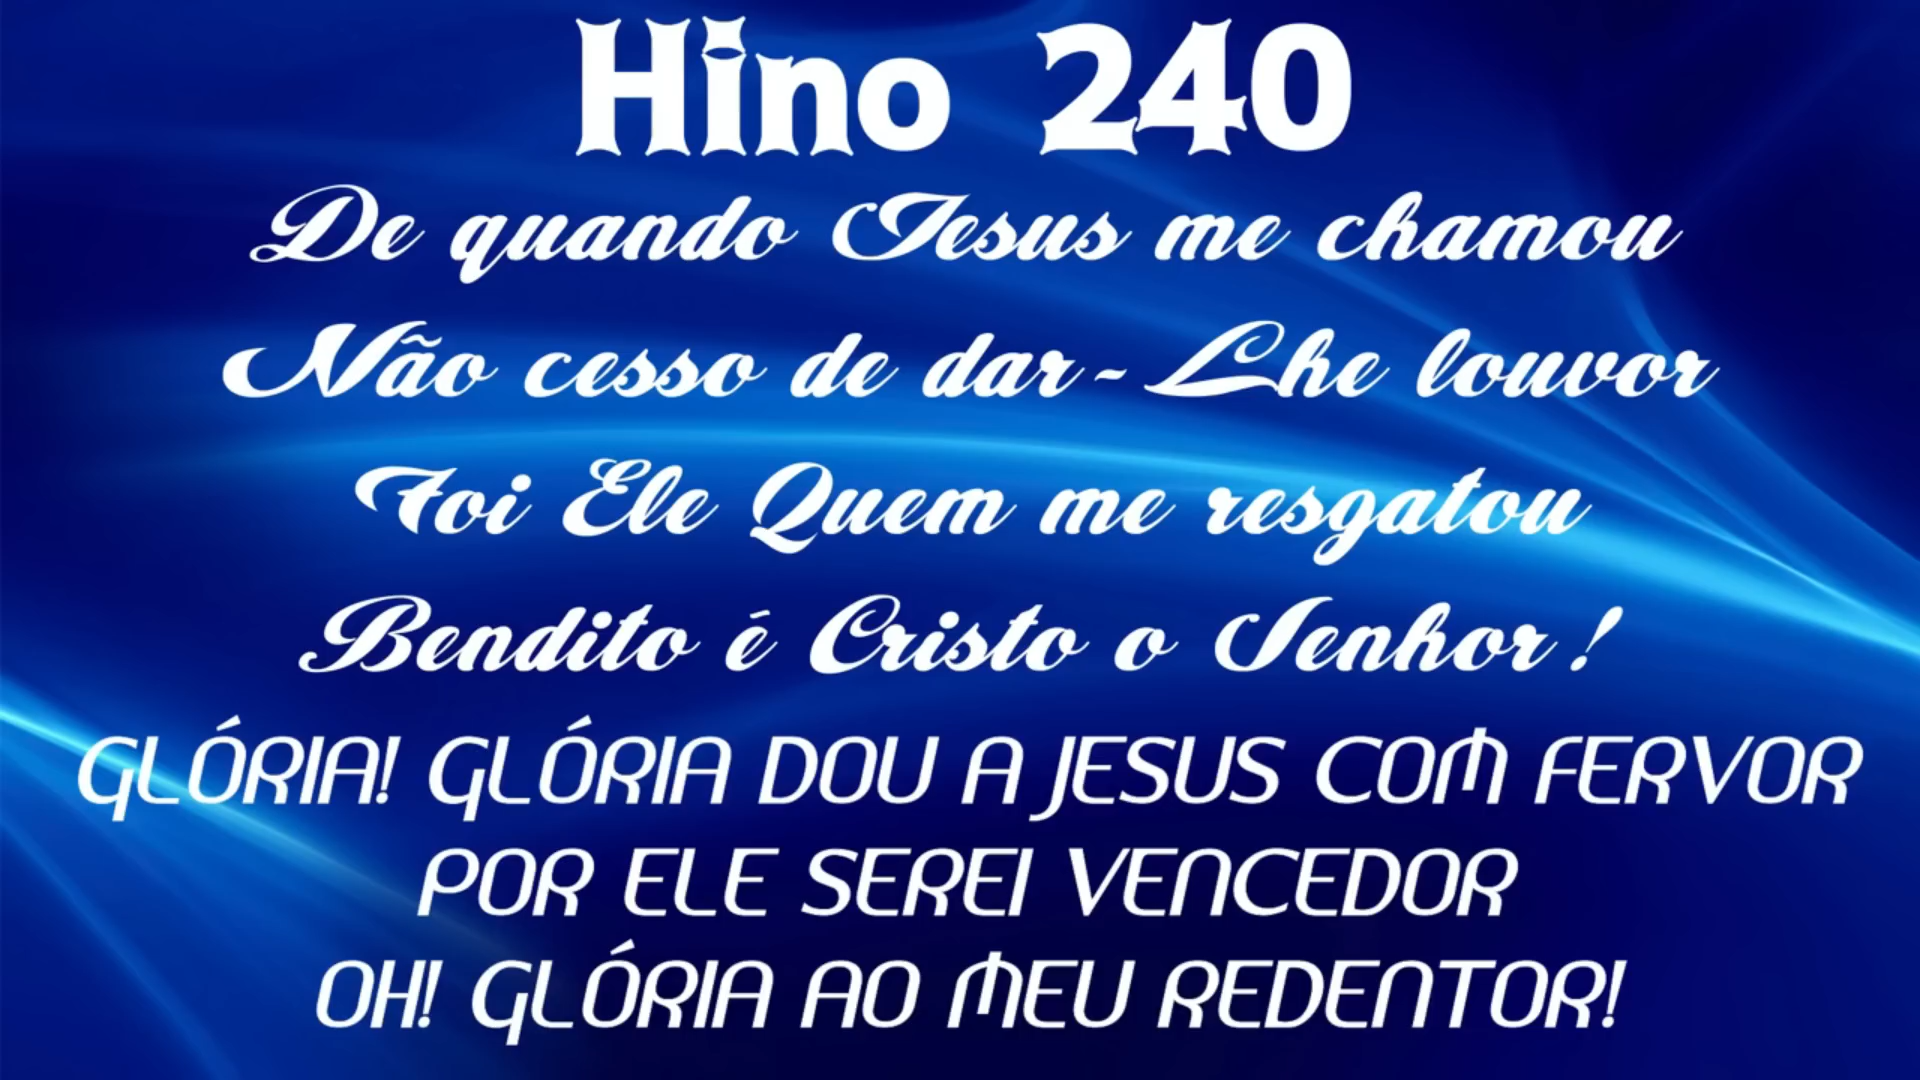 Hino 240
De quando Jesus me chamou
Não cesso de dar-Lhe louvor
Foi Ele Quem me resgatou
Bendito é Cristo o Senhor!
GLÓRIA! GLÓRIA DOU A JESUS COM FERVOR
POR ELE SEREI VENCEDOR
OH! GLÓRIA AO MEU REDENTOR!